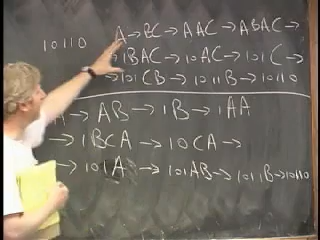 10110
A → BC → AAC → ABAC →
→ 1BAC → 10AC → 101C →
→ 101CB → 1011B → 10110
A → AB → 1B → 1AA
→ 1BCA → 10CA →
→ 101A → 101AB → 1011B → 10110